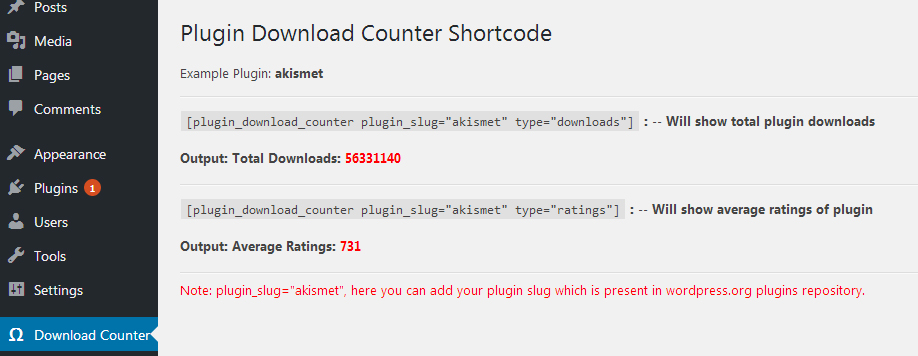 Posts
Media
Pages
Comments
Appearance
Plugins 1
Users
Tools
Settings
Download Counter
Plugin Download Counter Shortcode
Example Plugin: akismet
[plugin_download_counter plugin_slug="akismet" type="downloads"] : -- Will show total plugin downloads
Output: Total Downloads: 56331140
[plugin_download_counter plugin_slug="akismet" type="ratings"] : -- Will show average ratings of plugin
Output: Average Ratings: 731
Note: plugin_slug="akismet", here you can add your plugin slug which is present in wordpress.org plugins repository.